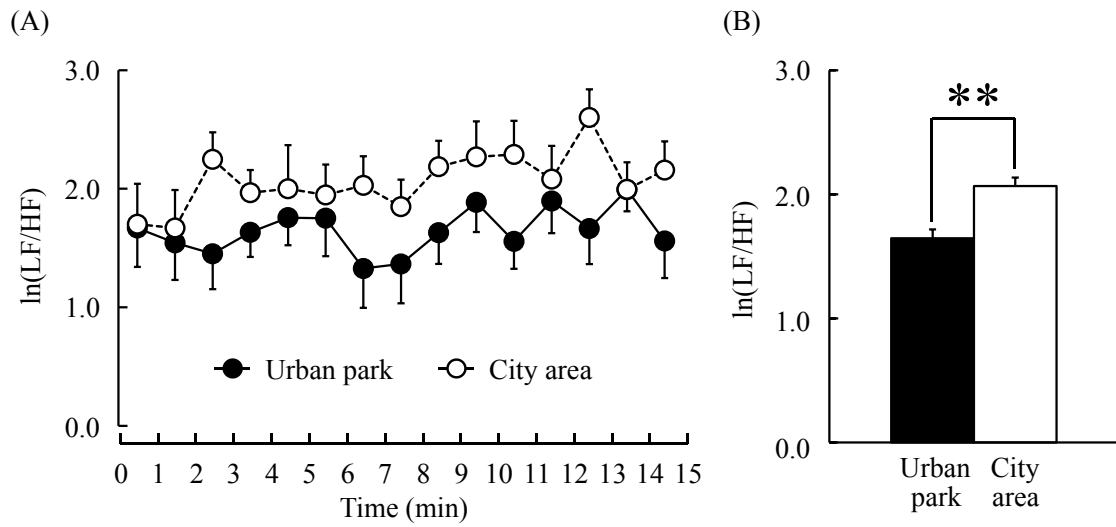 (A)
ln(LF/HF)
3.0
2.0
1.0
0.0
Urban park
City area
0 1 2 3 4 5 6 7 8 9 10 11 12 13 14 15
Time (min)
(B)
ln(LF/HF)
3.0
2.0
1.0
0.0
**
Urban park
City area